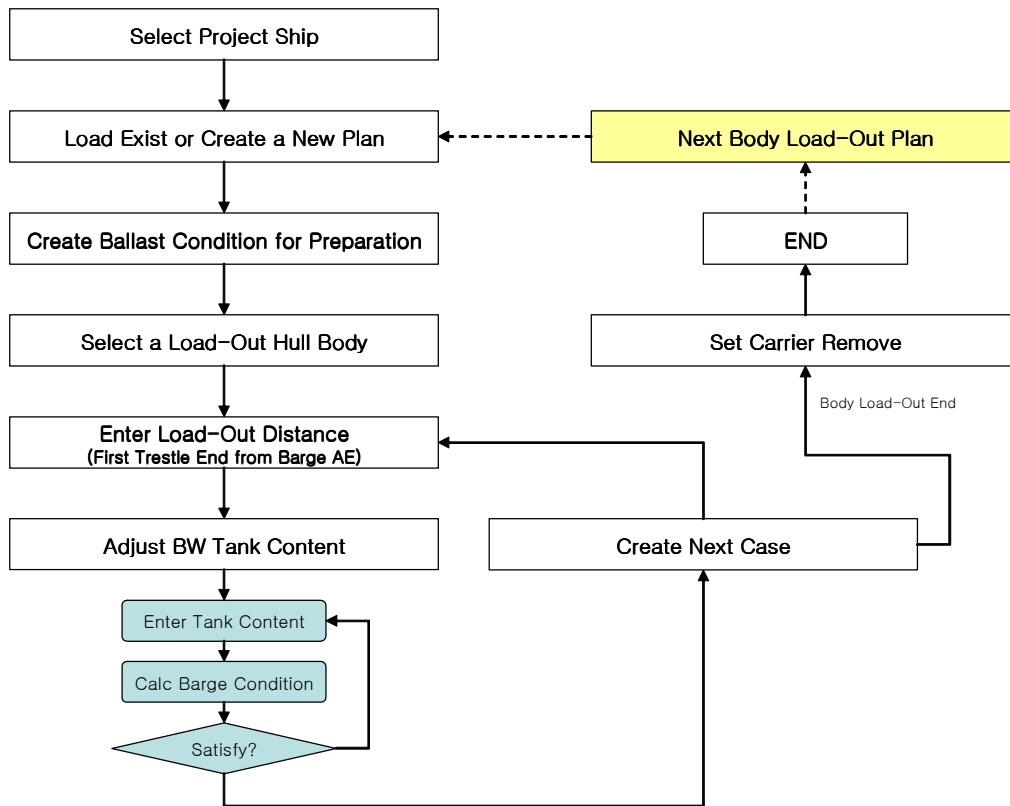 Select Project Ship
Load Exist or Create a New Plan
Next Body Load-Out Plan
Create Ballast Condition for Preparation
END
Select a Load-Out Hull Body
Set Carrier Remove
Body Load-Out End
Enter Load-Out Distance
(First Trestle End from Barge AE)
Adjust BW Tank Content
Create Next Case
Enter Tank Content
Calc Barge Condition
Satisfy?